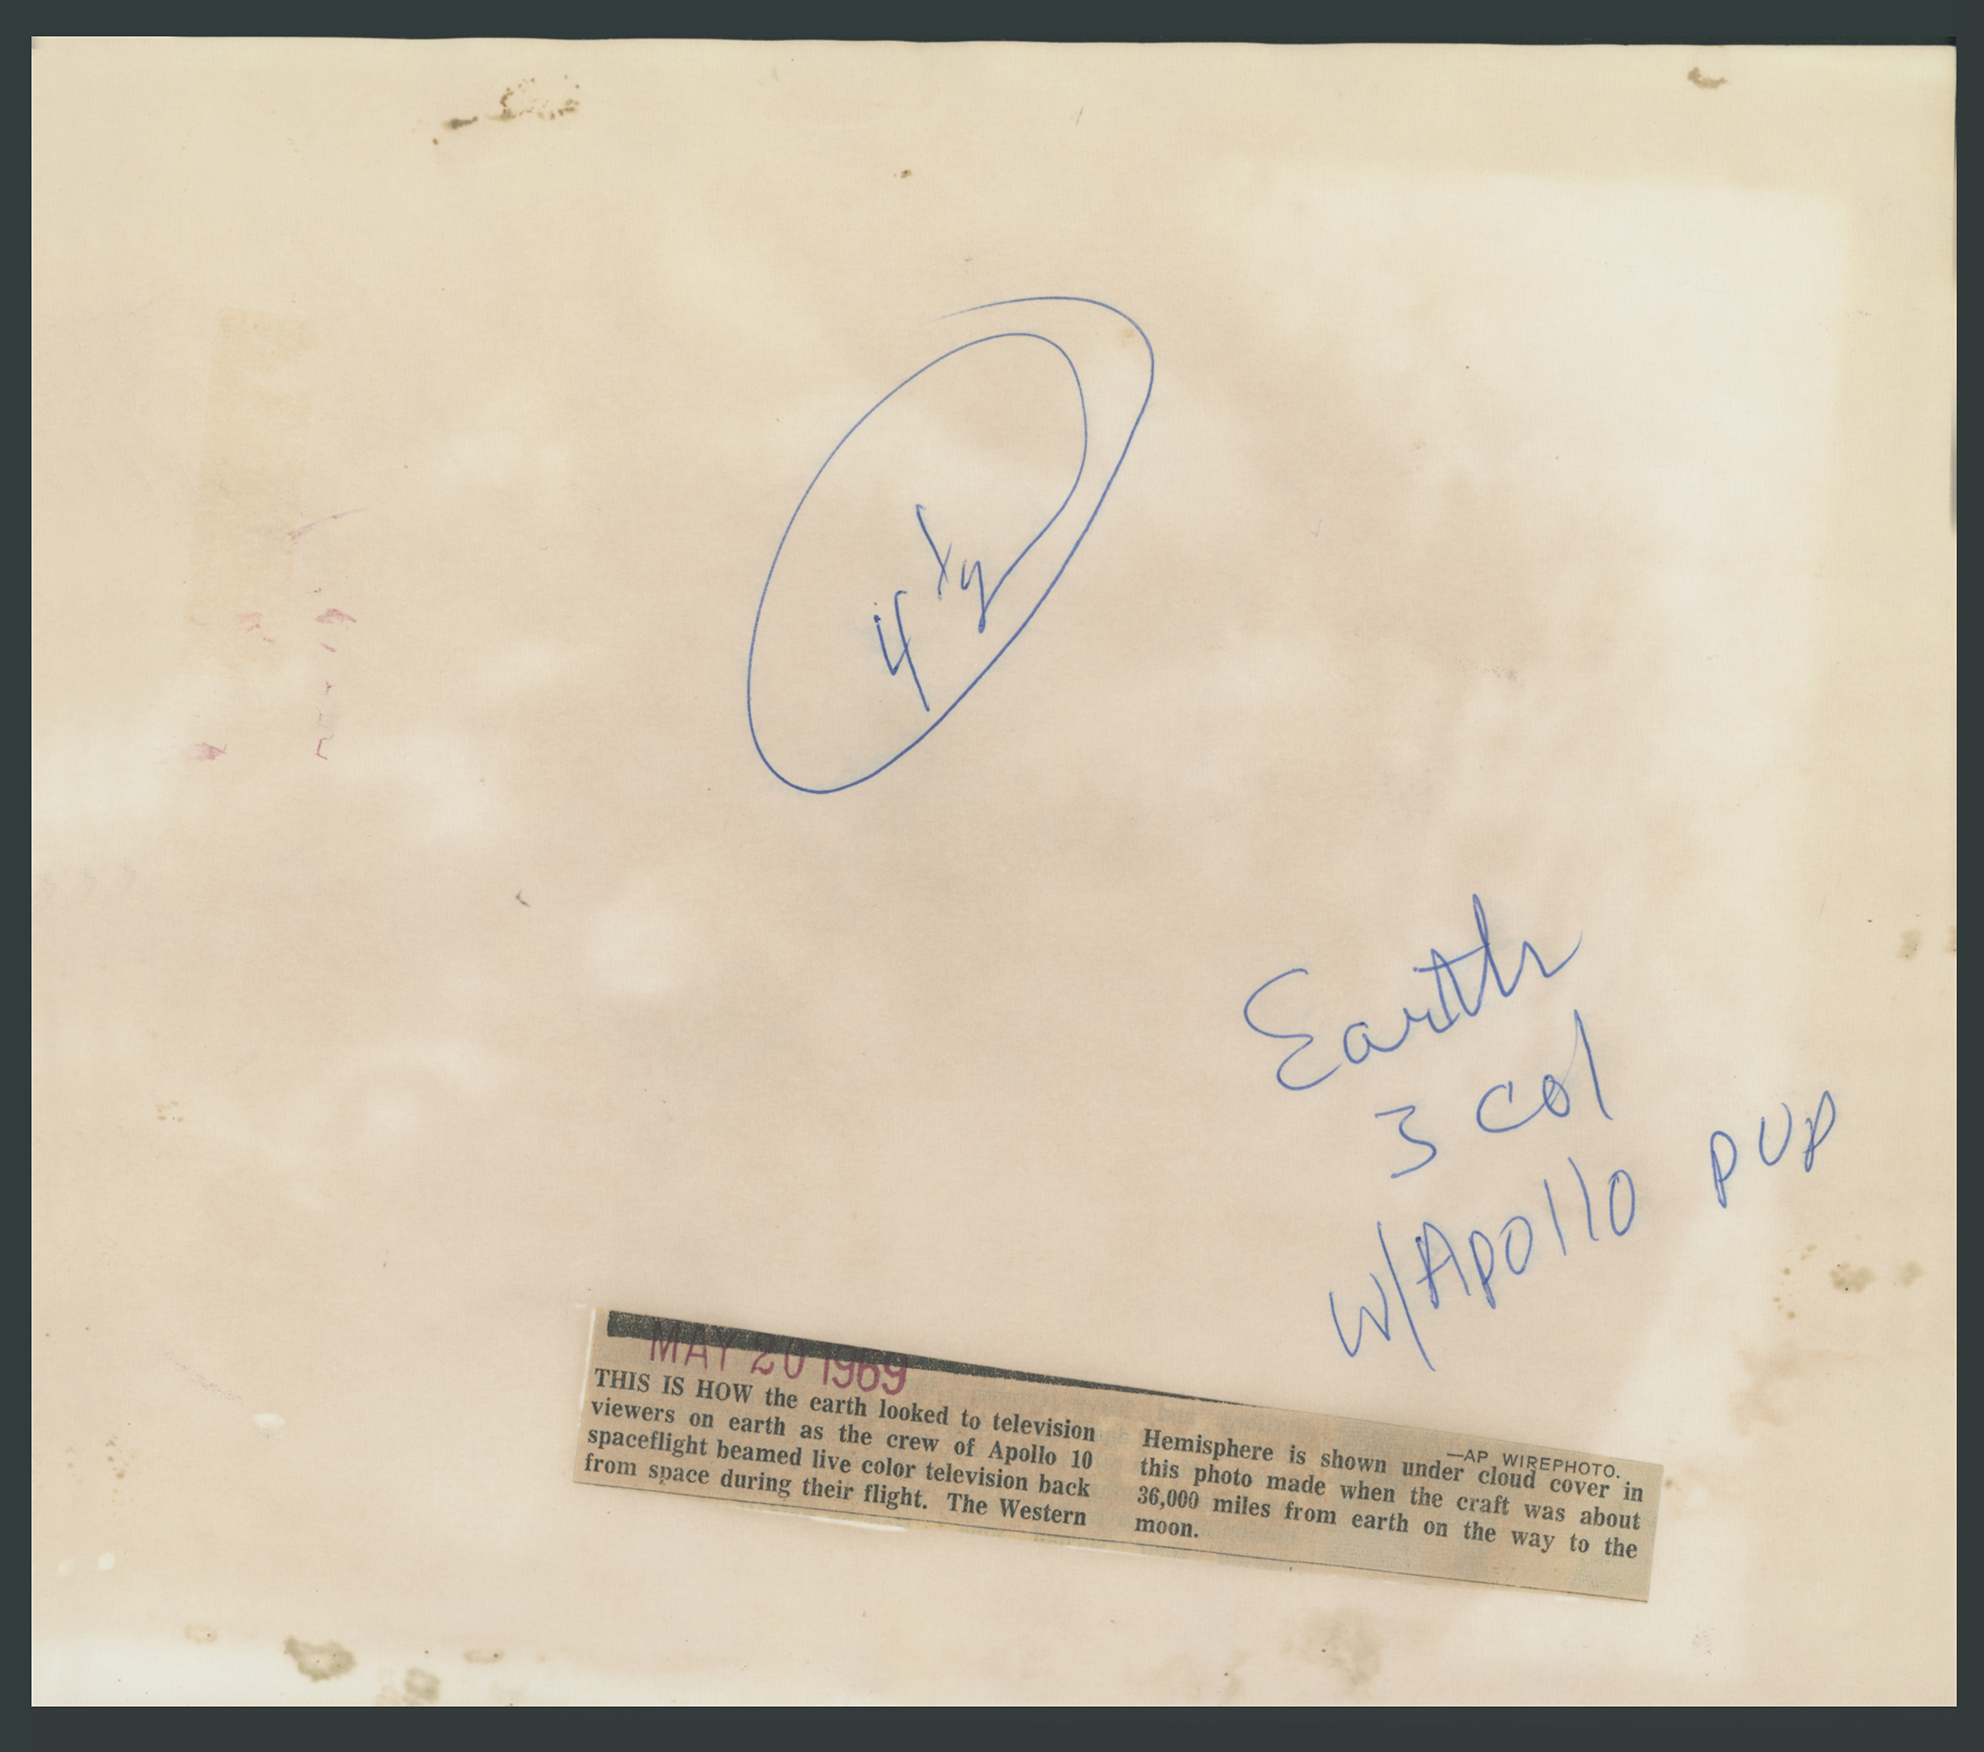 4 1/2
Earth
3 col
W/Apollo PUP
MAY 20 1969
THIS IS HOW the earth looked to television
viewers on earth as the crew of Apollo 10
spaceflight beamed live color television back
from space during their flight. The Western
—AP WIREPHOTO.
Hemisphere is shown under cloud cover in
this photo made when the craft was about
36,000 miles from earth on the way to the
moon.